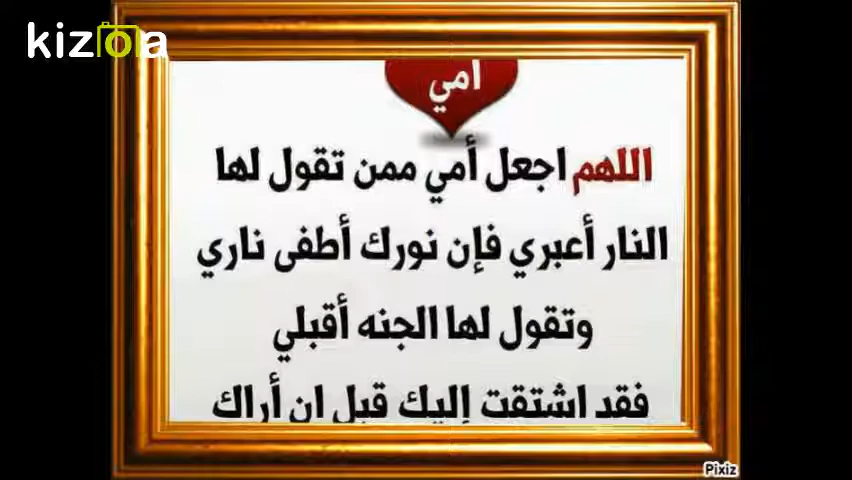 kizoa
أمي
اللهم اجعل أمي ممن تقول لها
النار أعبري فإن نورك أطفى ناري
وتقول لها الجنه أقبلي
فقد اشتقت إليك قبل ان أراك
Pixiz